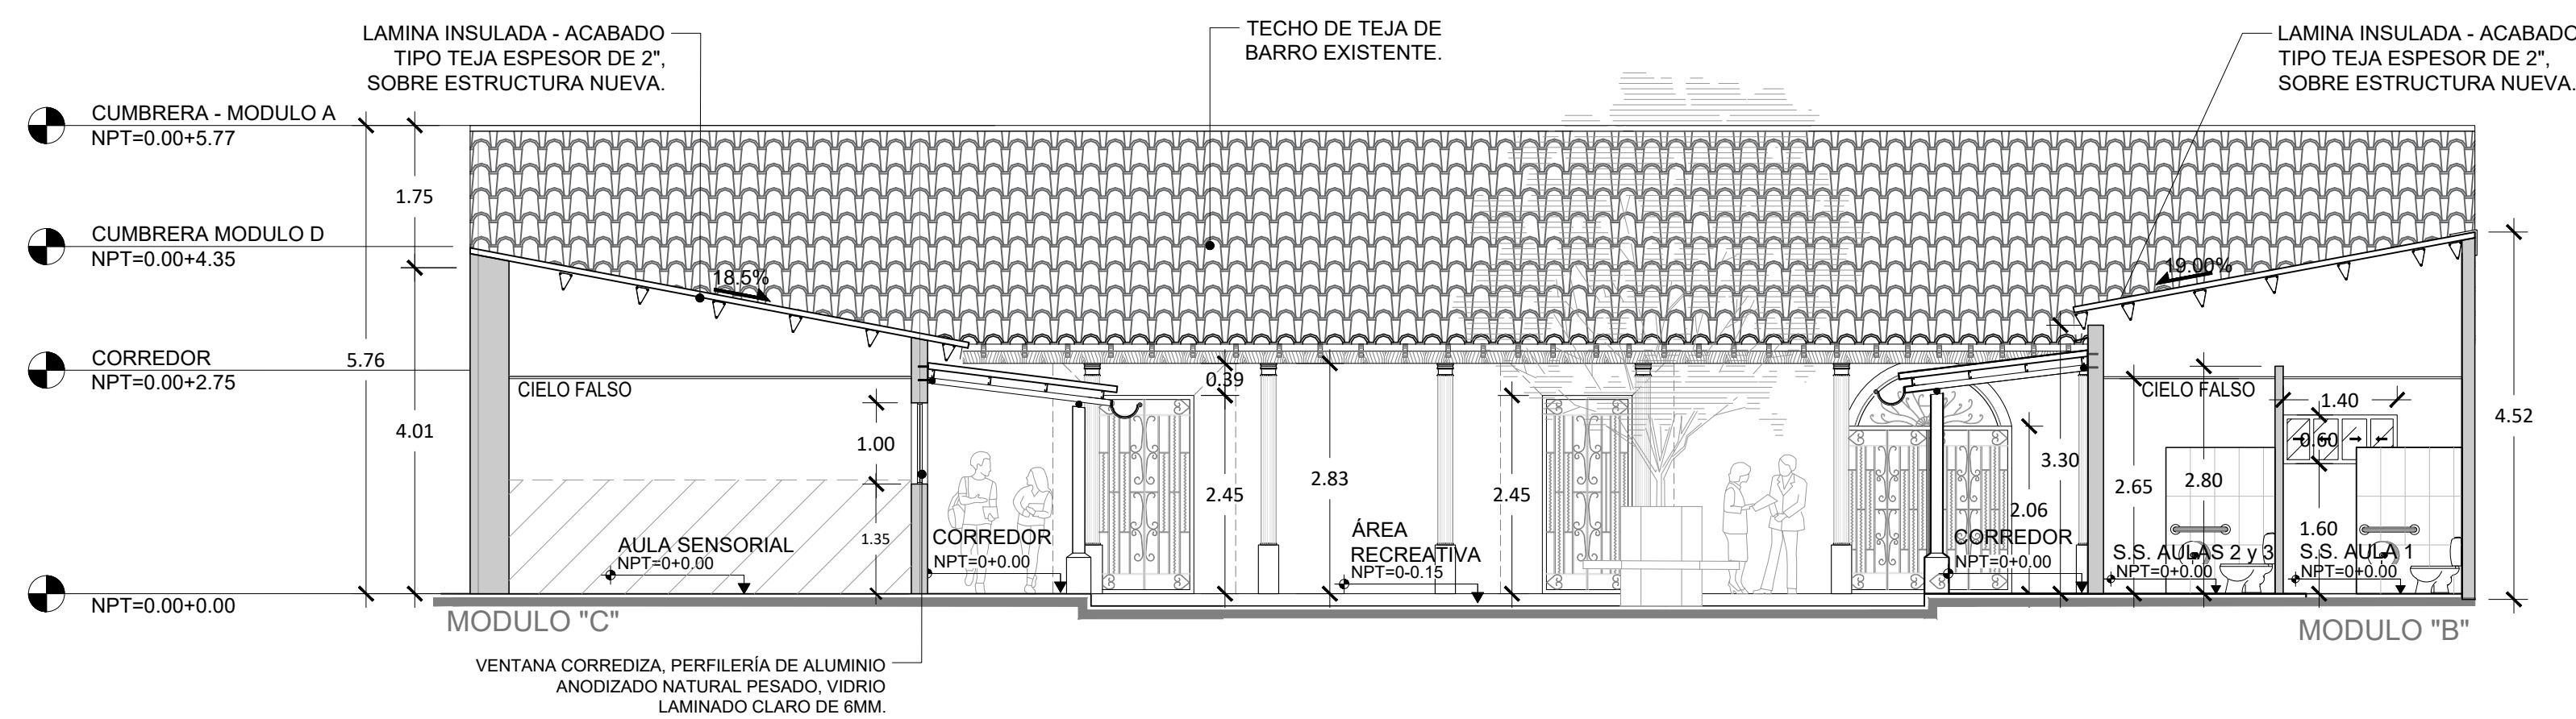 LAMINA INSULADA - ACABADO
TIPO TEJA ESPESOR DE 2",
SOBRE ESTRUCTURA NUEVA.
TECHO DE TEJA DE
BARRO EXISTENTE.
LAMINA INSULADA - ACABADO
TIPO TEJA ESPESOR DE 2",
SOBRE ESTRUCTURA NUEVA.
CUMBRERA - MODULO A
NPT=0.00+5.77
1.75
CUMBRERA MODULO D
NPT=0.00+4.35
18.5%
19.00%
CORREDOR
NPT=0.00+2.75
5.76
4.01
CIELO FALSO
1.00
1.35
0.39
2.45
2.83
2.45
CIELO FALSO
1.40
0.60
4.52
3.30
2.06
2.65
2.80
1.60
AULA SENSORIAL
NPT=0+0.00
CORREDOR
NPT=0+0.00
ÁREA
RECREATIVA
NPT=0-0.15
CORREDOR
NPT=0+0.00
S.S. AULAS 2 y 3
NPT=0+0.00
S.S. AULA 1
NPT=0+0.00
NPT=0.00+0.00
MODULO "C"
MODULO "B"
VENTANA CORREDIZA, PERFILERÍA DE ALUMINIO
ANODIZADO NATURAL PESADO, VIDRIO
LAMINADO CLARO DE 6MM.